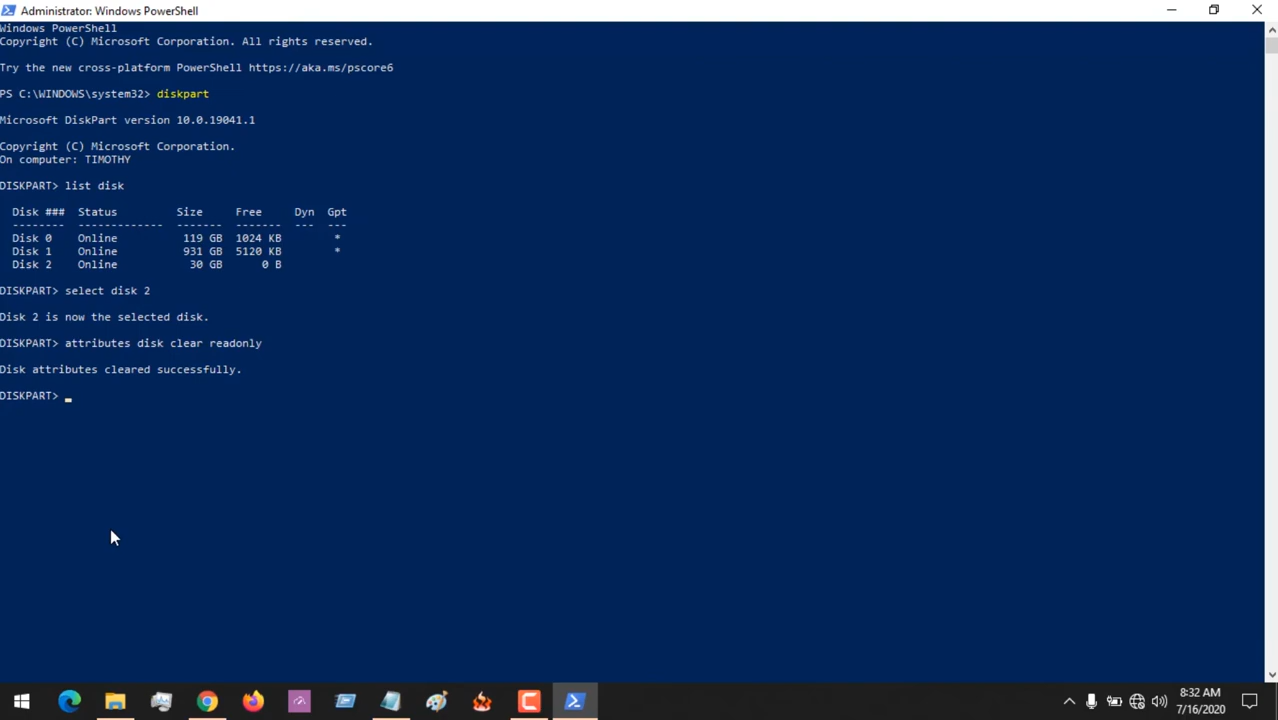 Administrator: Windows PowerShell
Windows PowerShell
Copyright (C) Microsoft Corporation. All rights reserved.
Try the new cross-platform PowerShell https://aka.ms/pscore6
PS C:\WINDOWS\system32> diskpart
Microsoft DiskPart version 10.0.19041.1
Copyright (C) Microsoft Corporation.
On computer: TIMOTHY
DISKPART> list disk
Disk ### Status Size Free Dyn Gpt
-------- ------------- ------- ------- --- ---
Disk 0 Online 119 GB 1024 KB *
Disk 1 Online 931 GB 5120 KB *
Disk 2 Online 30 GB 0 B
DISKPART> select disk 2
Disk 2 is now the selected disk.
DISKPART> attributes disk clear readonly
Disk attributes cleared successfully.
DISKPART> _
8:32 AM
7/16/2020